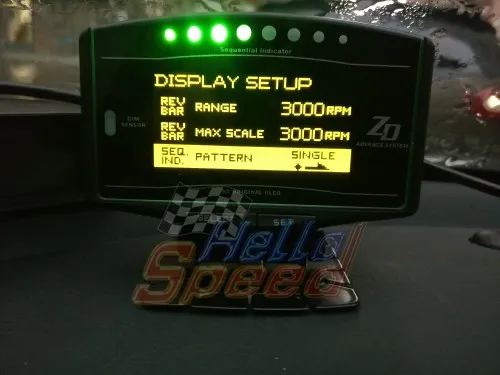 Sequential Indicator
DISPLAY SETUP
REV BAR RANGE 3000RPM
REV BAR MAX SCALE 3000RPM
SEQ. IND. PATTERN SINGLE
DIM SENSOR
ZD
ADVANCE SYSTEM
ORIGINAL OLED
SET
Hella
Speed